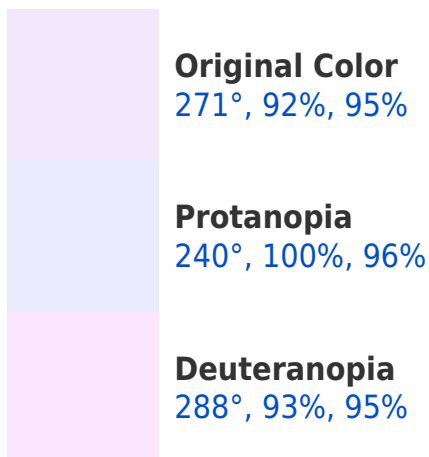 Original Color
271°, 92%, 95%
Protanopia
240°, 100%, 96%
Deuteranopia
288°, 93%, 95%